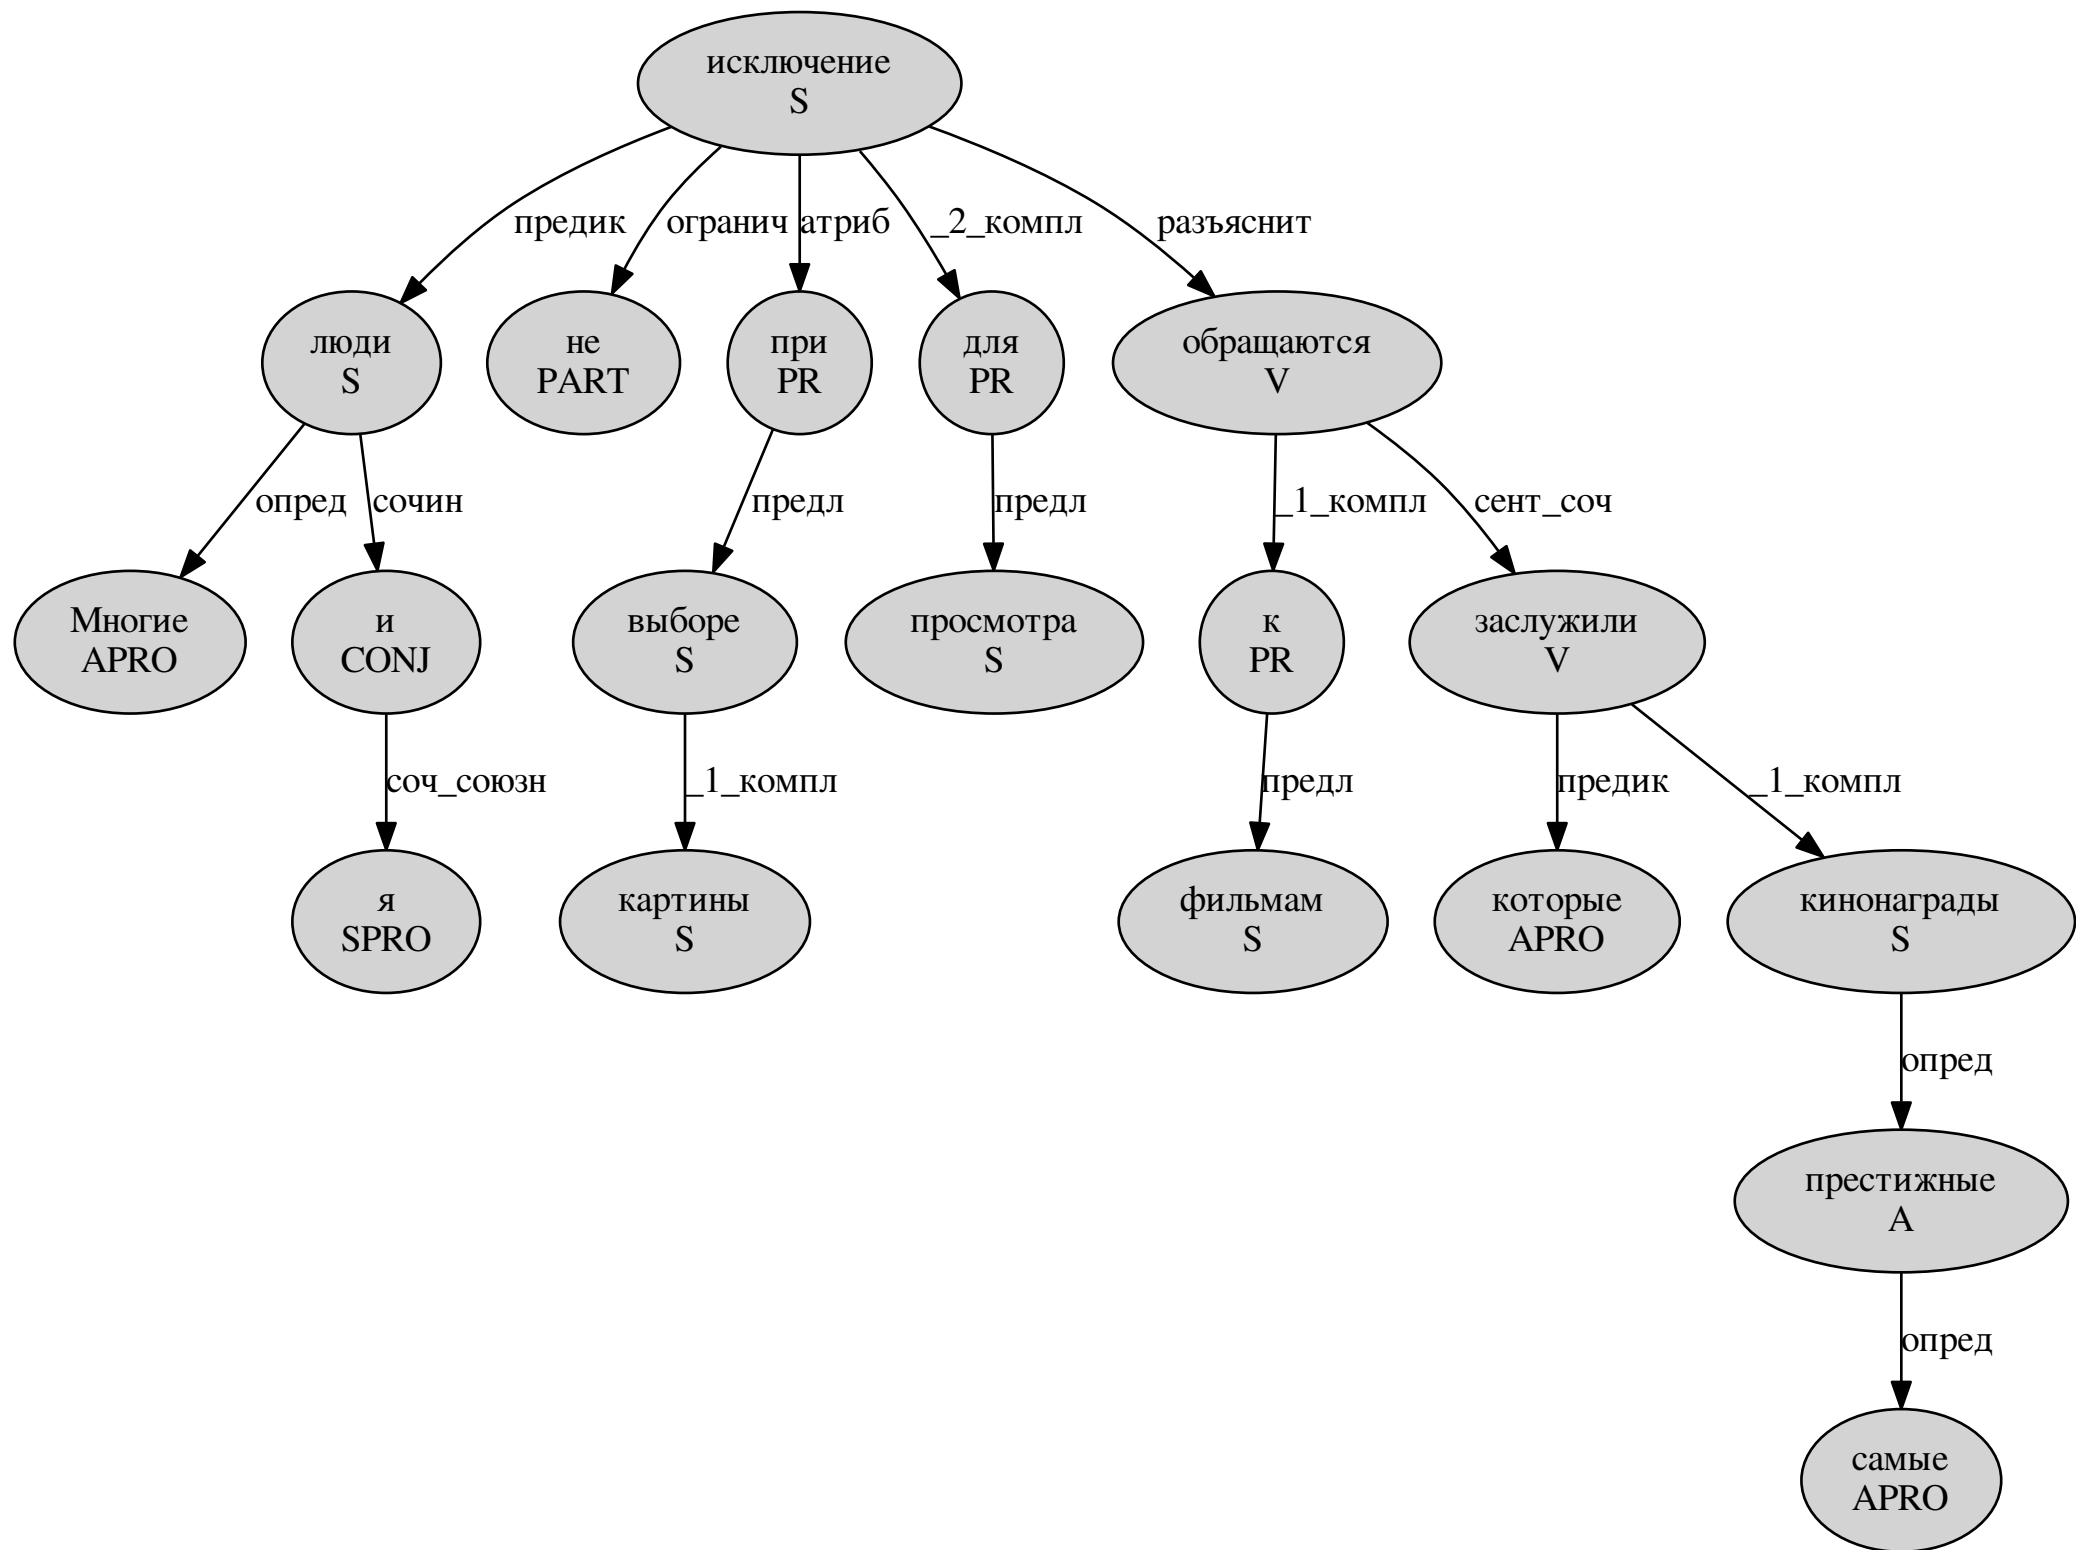 исключение
S
предик
огранич
атриб
_2_компл
разъяснит
люди
S
не
PART
при
PR
для
PR
обращаются
V
опред
сочин
предл
предл
_1_компл
сент_соч
Многие
APRO
и
CONJ
выборе
S
просмотра
S
к
PR
заслужили
V
соч_союзн
_1_компл
предл
предик
_1_компл
я
SPRO
картины
S
фильмам
S
которые
APRO
кинонаграды
S
опред
престижные
A
опред
самые
APRO